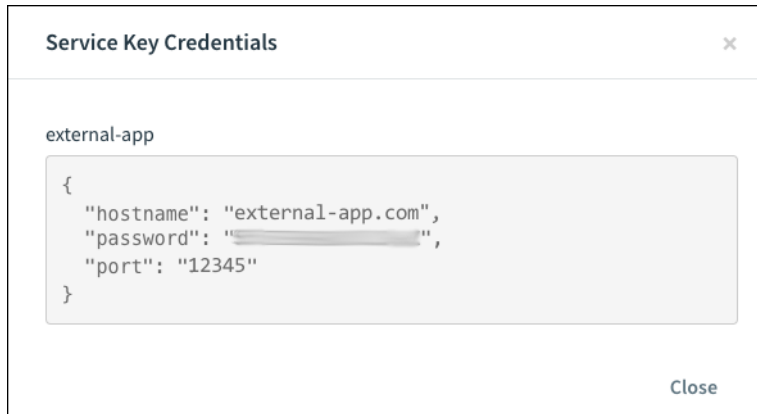 Service Key Credentials ×
external-app
{
"hostname": "external-app.com",
"password": "",
"port": "12345"
}
Close